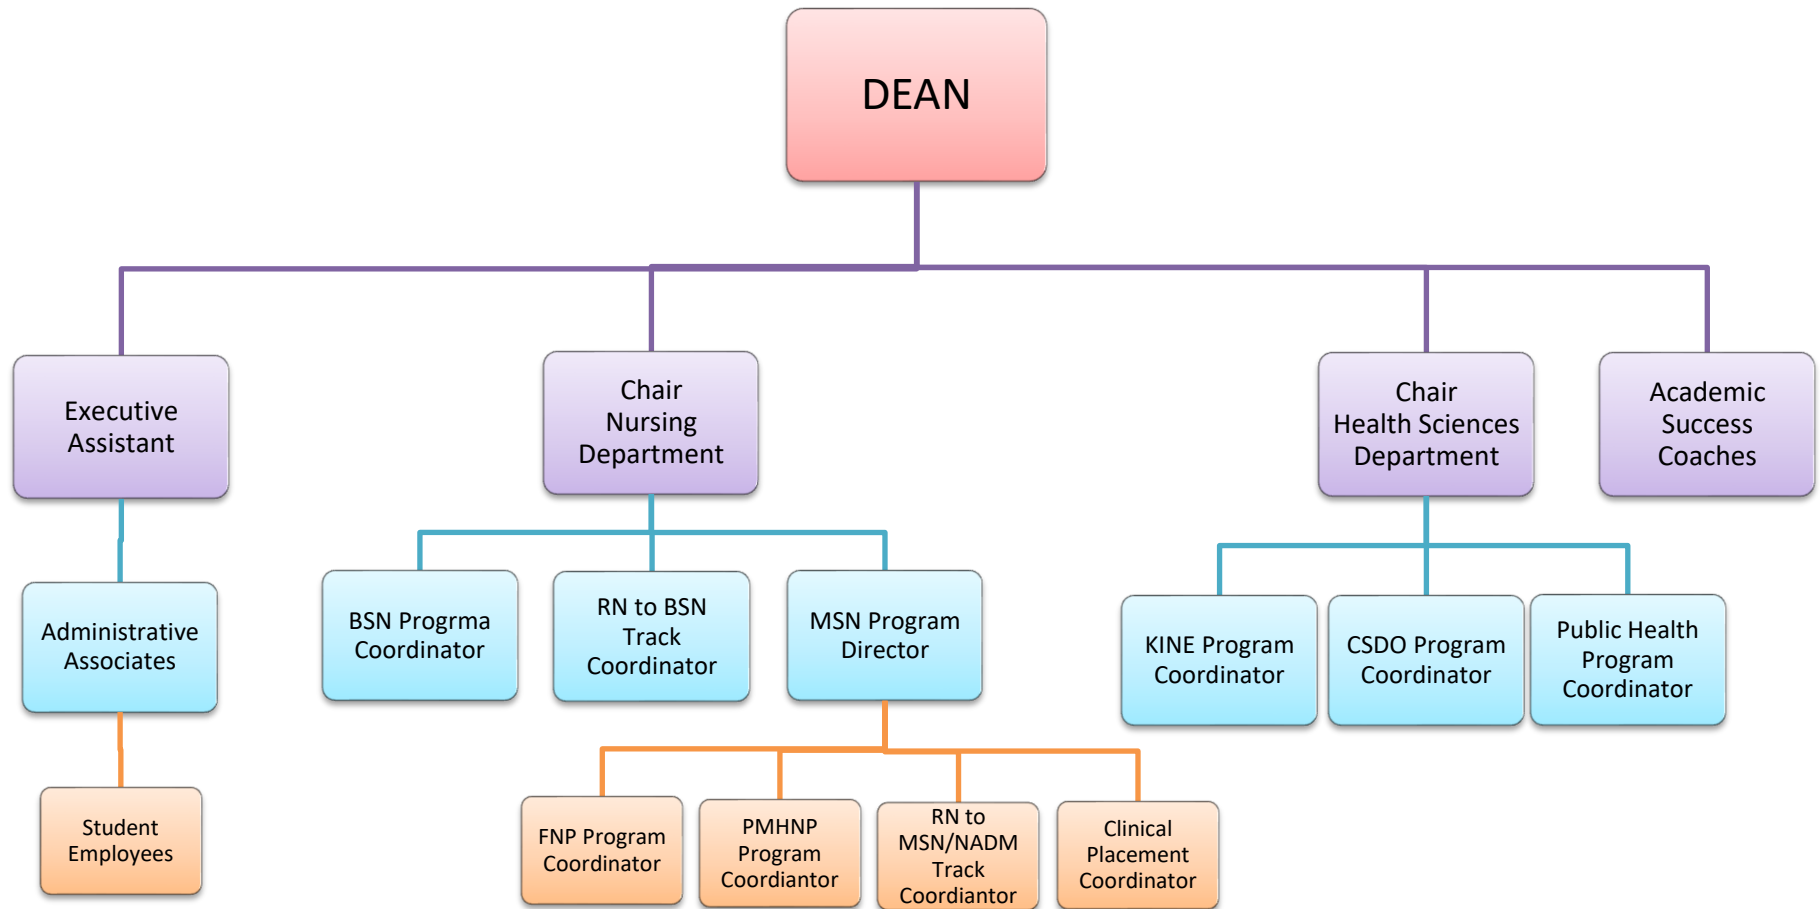 DEAN
Executive
Assistant
Chair
Nursing
Department
Chair
Health Sciences
Department
Academic
Success
Coaches
Administrative
Associates
BSN Progrma
Coordinator
RN to BSN
Track
Coordinator
MSN Program
Director
KINE Program
Coordinator
CSDO Program
Coordinator
Public Health
Program
Coordinator
Student
Employees
FNP Program
Coordinator
PMHNP
Program
Coordiantor
RN to
MSN/NADM
Track
Coordiantor
Clinical
Placement
Coordinator